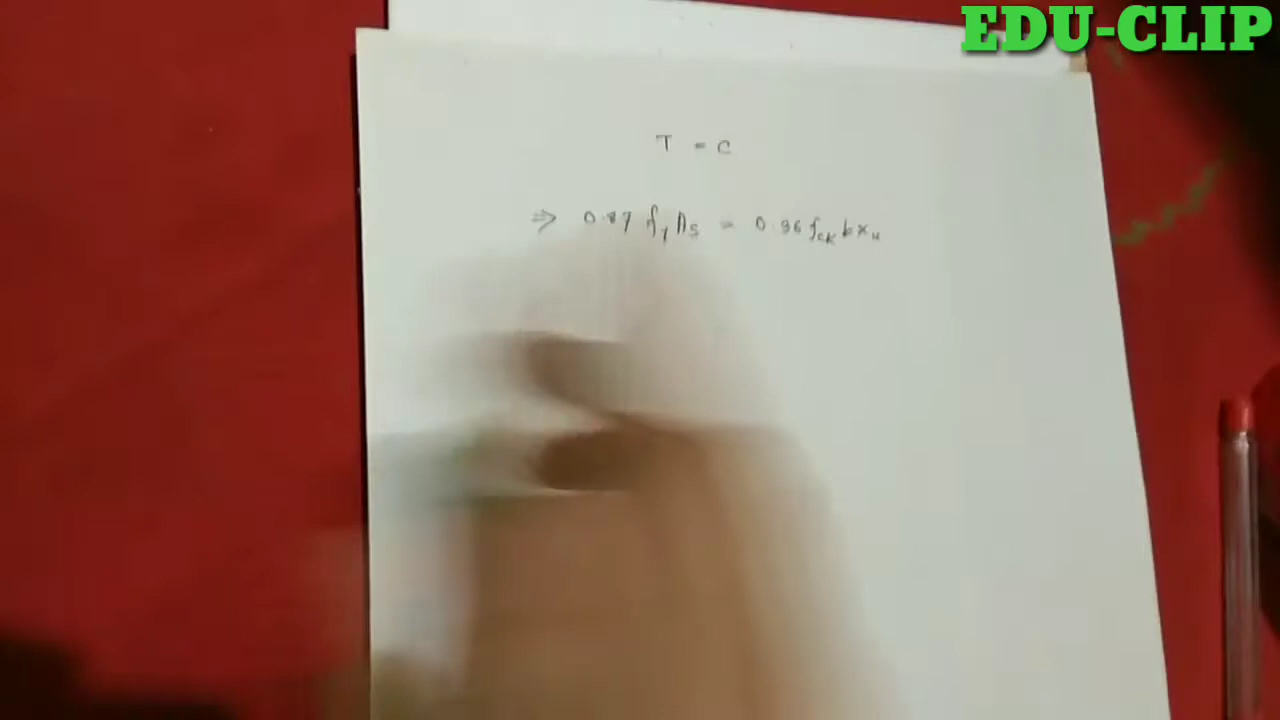 EDU-CLIP
T = C
⇒ 0.87 fy As = 0.36 fck b xu